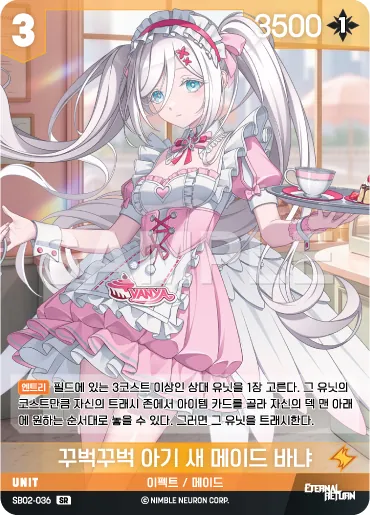 3
3500
1
SAMPLE
VANYA
엔트리 필드에 있는 3코스트 이상인 상대 유닛을 1장 고른다. 그 유닛의
코스트만큼 자신의 트래시 존에서 아이템 카드를 골라 자신의 덱 맨 아래
에 원하는 순서대로 놓을 수 있다. 그러면 그 유닛을 트래시한다.
꾸벅꾸벅 아기 새 메이드 바냐
UNIT
이펙트 / 메이드
SB02-036 SR
© NIMBLE NEURON CORP.
ETERNAL RETURN